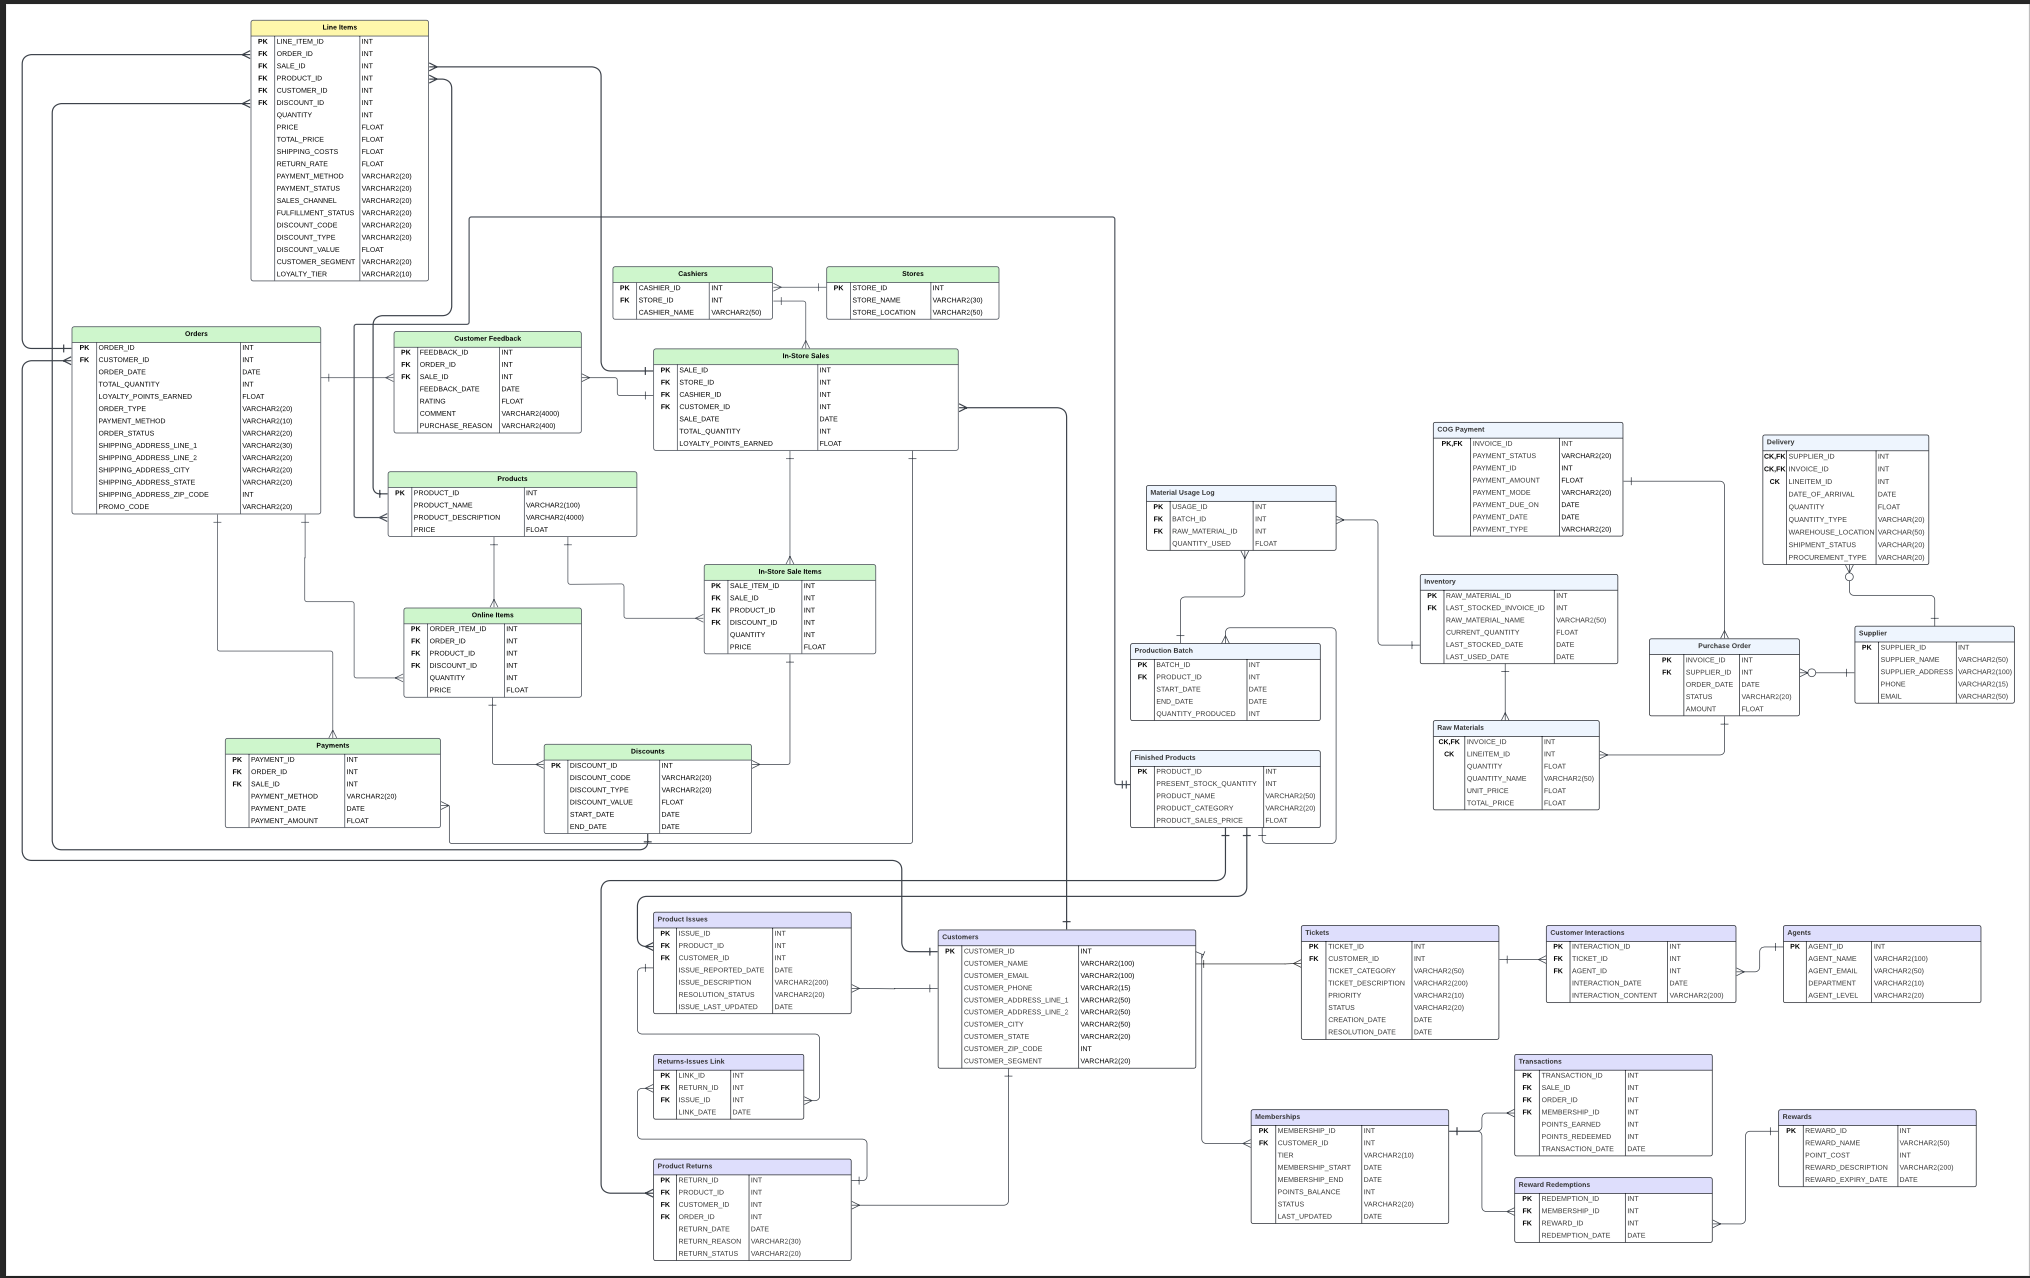 Line Items
PK LINE_ITEM_ID INT
FK ORDER_ID INT
FK SALE_ID INT
FK PRODUCT_ID INT
FK CUSTOMER_ID INT
FK DISCOUNT_ID INT
QUANTITY INT
PRICE FLOAT
TOTAL_PRICE FLOAT
SHIPPING_COSTS FLOAT
RETURN_RATE FLOAT
PAYMENT_METHOD VARCHAR2(20)
PAYMENT_STATUS VARCHAR2(20)
SALES_CHANNEL VARCHAR2(20)
FULFILLMENT_STATUS VARCHAR2(20)
DISCOUNT_CODE VARCHAR2(20)
DISCOUNT_TYPE VARCHAR2(20)
DISCOUNT_VALUE FLOAT
CUSTOMER_SEGMENT VARCHAR2(20)
LOYALTY_TIER VARCHAR2(10)
Cashiers
PK CASHIER_ID INT
FK STORE_ID INT
CASHIER_NAME VARCHAR2(50)
Stores
PK STORE_ID INT
STORE_NAME VARCHAR2(30)
STORE_LOCATION VARCHAR2(50)
Orders
PK ORDER_ID INT
FK CUSTOMER_ID INT
ORDER_DATE DATE
TOTAL_QUANTITY INT
LOYALTY_POINTS_EARNED FLOAT
ORDER_TYPE VARCHAR2(20)
PAYMENT_METHOD VARCHAR2(10)
ORDER_STATUS VARCHAR2(20)
SHIPPING_ADDRESS_LINE_1 VARCHAR2(30)
SHIPPING_ADDRESS_LINE_2 VARCHAR2(20)
SHIPPING_ADDRESS_CITY VARCHAR2(20)
SHIPPING_ADDRESS_STATE VARCHAR2(20)
SHIPPING_ADDRESS_ZIP_CODE INT
PROMO_CODE VARCHAR2(20)
Customer Feedback
PK FEEDBACK_ID INT
FK ORDER_ID INT
FK SALE_ID INT
FEEDBACK_DATE DATE
RATING FLOAT
COMMENT VARCHAR2(4000)
PURCHASE_REASON VARCHAR2(400)
In-Store Sales
PK SALE_ID INT
FK STORE_ID INT
FK CASHIER_ID INT
FK CUSTOMER_ID INT
SALE_DATE DATE
TOTAL_QUANTITY INT
LOYALTY_POINTS_EARNED FLOAT
Products
PK PRODUCT_ID INT
PRODUCT_NAME VARCHAR2(100)
PRODUCT_DESCRIPTION VARCHAR2(4000)
PRICE FLOAT
In-Store Sale Items
PK SALE_ITEM_ID INT
FK SALE_ID INT
FK PRODUCT_ID INT
FK DISCOUNT_ID INT
QUANTITY INT
PRICE FLOAT
Online Items
PK ORDER_ITEM_ID INT
FK ORDER_ID INT
FK PRODUCT_ID INT
FK DISCOUNT_ID INT
QUANTITY INT
PRICE FLOAT
Payments
PK PAYMENT_ID INT
FK ORDER_ID INT
FK SALE_ID INT
PAYMENT_METHOD VARCHAR2(20)
PAYMENT_DATE DATE
PAYMENT_AMOUNT FLOAT
Discounts
PK DISCOUNT_ID INT
DISCOUNT_CODE VARCHAR2(20)
DISCOUNT_TYPE VARCHAR2(20)
DISCOUNT_VALUE FLOAT
START_DATE DATE
END_DATE DATE
Material Usage Log
PK USAGE_ID INT
FK BATCH_ID INT
FK RAW_MATERIAL_ID INT
QUANTITY_USED FLOAT
COG Payment
PK,FK INVOICE_ID INT
PAYMENT_STATUS VARCHAR2(20)
PAYMENT_ID INT
PAYMENT_AMOUNT FLOAT
PAYMENT_MODE VARCHAR2(20)
PAYMENT_DUE_ON DATE
PAYMENT_DATE DATE
PAYMENT_TYPE VARCHAR2(20)
Delivery
CK,FK SUPPLIER_ID INT
CK,FK INVOICE_ID INT
CK LINEITEM_ID INT
DATE_OF_ARRIVAL DATE
QUANTITY FLOAT
QUANTITY_TYPE VARCHAR(20)
WAREHOUSE_LOCATION VARCHAR(50)
SHIPMENT_STATUS VARCHAR(20)
PROCUREMENT_TYPE VARCHAR(20)
Inventory
PK RAW_MATERIAL_ID INT
FK LAST_STOCKED_INVOICE_ID INT
RAW_MATERIAL_NAME VARCHAR2(50)
CURRENT_QUANTITY FLOAT
LAST_STOCKED_DATE DATE
LAST_USED_DATE DATE
Production Batch
PK BATCH_ID INT
FK PRODUCT_ID INT
START_DATE DATE
END_DATE DATE
QUANTITY_PRODUCED INT
Purchase Order
PK INVOICE_ID INT
FK SUPPLIER_ID INT
ORDER_DATE DATE
STATUS VARCHAR2(20)
AMOUNT FLOAT
Supplier
PK SUPPLIER_ID INT
SUPPLIER_NAME VARCHAR2(50)
SUPPLIER_ADDRESS VARCHAR2(100)
PHONE VARCHAR2(15)
EMAIL VARCHAR2(50)
Raw Materials
CK,FK INVOICE_ID INT
CK LINEITEM_ID INT
QUANTITY FLOAT
QUANTITY_NAME VARCHAR2(50)
UNIT_PRICE FLOAT
TOTAL_PRICE FLOAT
Finished Products
PK PRODUCT_ID INT
PRESENT_STOCK_QUANTITY INT
PRODUCT_NAME VARCHAR2(50)
PRODUCT_CATEGORY VARCHAR2(20)
PRODUCT_SALES_PRICE FLOAT
Product Issues
PK ISSUE_ID INT
FK PRODUCT_ID INT
FK CUSTOMER_ID INT
ISSUE_REPORTED_DATE DATE
ISSUE_DESCRIPTION VARCHAR2(200)
RESOLUTION_STATUS VARCHAR2(20)
ISSUE_LAST_UPDATED DATE
Customers
PK CUSTOMER_ID INT
CUSTOMER_NAME VARCHAR2(100)
CUSTOMER_EMAIL VARCHAR2(100)
CUSTOMER_PHONE VARCHAR2(15)
CUSTOMER_ADDRESS_LINE_1 VARCHAR2(50)
CUSTOMER_ADDRESS_LINE_2 VARCHAR2(50)
CUSTOMER_CITY VARCHAR2(50)
CUSTOMER_STATE VARCHAR2(20)
CUSTOMER_ZIP_CODE INT
CUSTOMER_SEGMENT VARCHAR2(20)
Tickets
PK TICKET_ID INT
FK CUSTOMER_ID INT
TICKET_CATEGORY VARCHAR2(50)
TICKET_DESCRIPTION VARCHAR2(200)
PRIORITY VARCHAR2(10)
STATUS VARCHAR2(20)
CREATION_DATE DATE
RESOLUTION_DATE DATE
Customer Interactions
PK INTERACTION_ID INT
FK TICKET_ID INT
FK AGENT_ID INT
INTERACTION_DATE DATE
INTERACTION_CONTENT VARCHAR2(200)
Agents
PK AGENT_ID INT
AGENT_NAME VARCHAR2(100)
AGENT_EMAIL VARCHAR2(50)
DEPARTMENT VARCHAR2(10)
AGENT_LEVEL VARCHAR2(20)
Returns-Issues Link
PK LINK_ID INT
FK RETURN_ID INT
FK ISSUE_ID INT
LINK_DATE DATE
Transactions
PK TRANSACTION_ID INT
FK SALE_ID INT
FK ORDER_ID INT
FK MEMBERSHIP_ID INT
POINTS_EARNED INT
POINTS_REDEEMED INT
TRANSACTION_DATE DATE
Memberships
PK MEMBERSHIP_ID INT
FK CUSTOMER_ID INT
TIER VARCHAR2(10)
MEMBERSHIP_START DATE
MEMBERSHIP_END DATE
POINTS_BALANCE INT
STATUS VARCHAR2(20)
LAST_UPDATED DATE
Rewards
PK REWARD_ID INT
REWARD_NAME VARCHAR2(50)
POINT_COST INT
REWARD_DESCRIPTION VARCHAR2(200)
REWARD_EXPIRY_DATE DATE
Product Returns
PK RETURN_ID INT
FK PRODUCT_ID INT
FK CUSTOMER_ID INT
FK ORDER_ID INT
RETURN_DATE DATE
RETURN_REASON VARCHAR2(30)
RETURN_STATUS VARCHAR2(20)
Reward Redemptions
PK REDEMPTION_ID INT
FK MEMBERSHIP_ID INT
FK REWARD_ID INT
REDEMPTION_DATE DATE